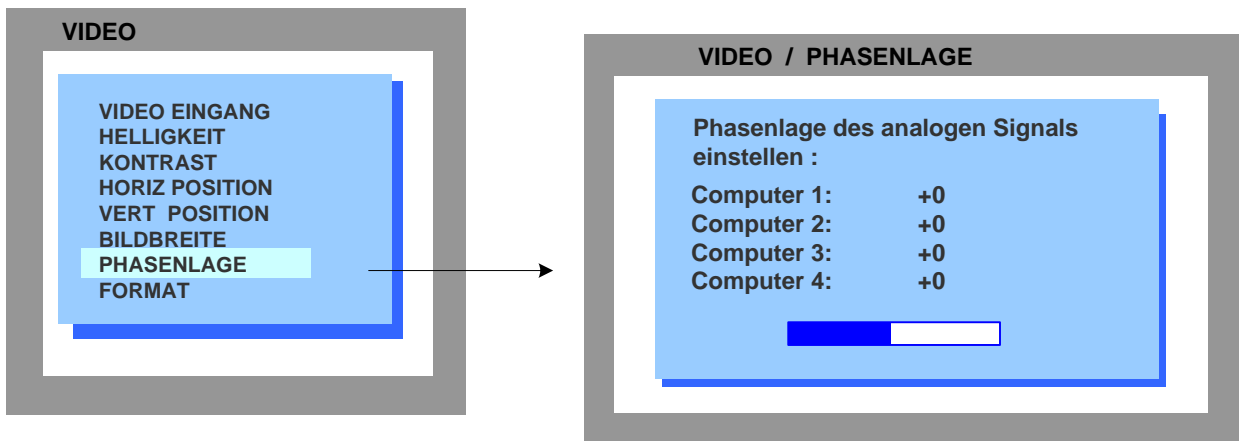 VIDEO
VIDEO EINGANG
HELLIGKEIT
KONTRAST
HORIZ POSITION
VERT POSITION
BILDBREITE
PHASENLAGE
FORMAT
VIDEO / PHASENLAGE
Phasenlage des analogen Signals
einstellen :
Computer 1: +0
Computer 2: +0
Computer 3: +0
Computer 4: +0